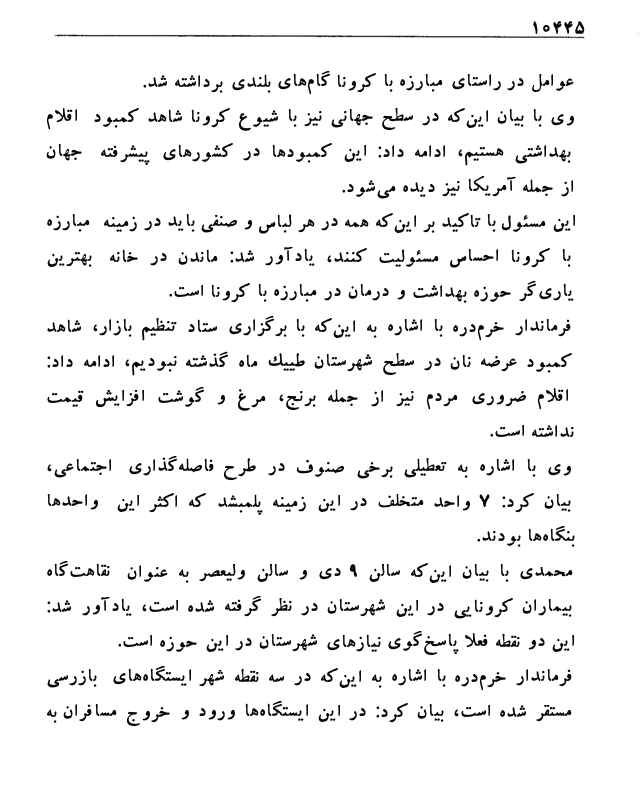 ۱۰۴۴۵
عوامل در راستای مبارزه با کرونا گام‌های بلندی برداشته شد.
وی با بیان این‌که در سطح جهانی نیز با شیوع کرونا شاهد کمبود اقلام
بهداشتی هستیم، ادامه داد: این کمبودها در کشورهای پیشرفته جهان
از جمله آمریکا نیز دیده می‌شود.
این مسئول با تاکید بر این‌که همه در هر لباس و صنفی باید در زمینه مبارزه
با کرونا احساس مسئولیت کنند، یادآور شد: ماندن در خانه بهترین
یاری‌گر حوزه بهداشت و درمان در مبارزه با کرونا است.
فرماندار خرم‌دره با اشاره به این‌که با برگزاری ستاد تنظیم بازار، شاهد
کمبود عرضه نان در سطح شهرستان طییك ماه گذشته نبودیم، ادامه داد:
اقلام ضروری مردم نیز از جمله برنج، مرغ و گوشت افزایش قیمت
نداشته است.
وی با اشاره به تعطیلی برخی صنوف در طرح فاصله‌گذاری اجتماعی،
بیان کرد: ۷ واحد متخلف در این زمینه پلمبشد که اکثر این واحدها
بنگاه‌ها بودند.
محمدی با بیان این‌که سالن ۹ دی و سالن ولیعصر به عنوان نقاهت‌گاه
بیماران کرونایی در این شهرستان در نظر گرفته شده است، یادآور شد:
این دو نقطه فعلا پاسخ‌گوی نیازهای شهرستان در این حوزه است.
فرماندار خرم‌دره با اشاره به این‌که در سه نقطه شهر ایستگاه‌های بازرسی
مستقر شده است، بیان کرد: در این ایستگاه‌ها ورود و خروج مسافران به